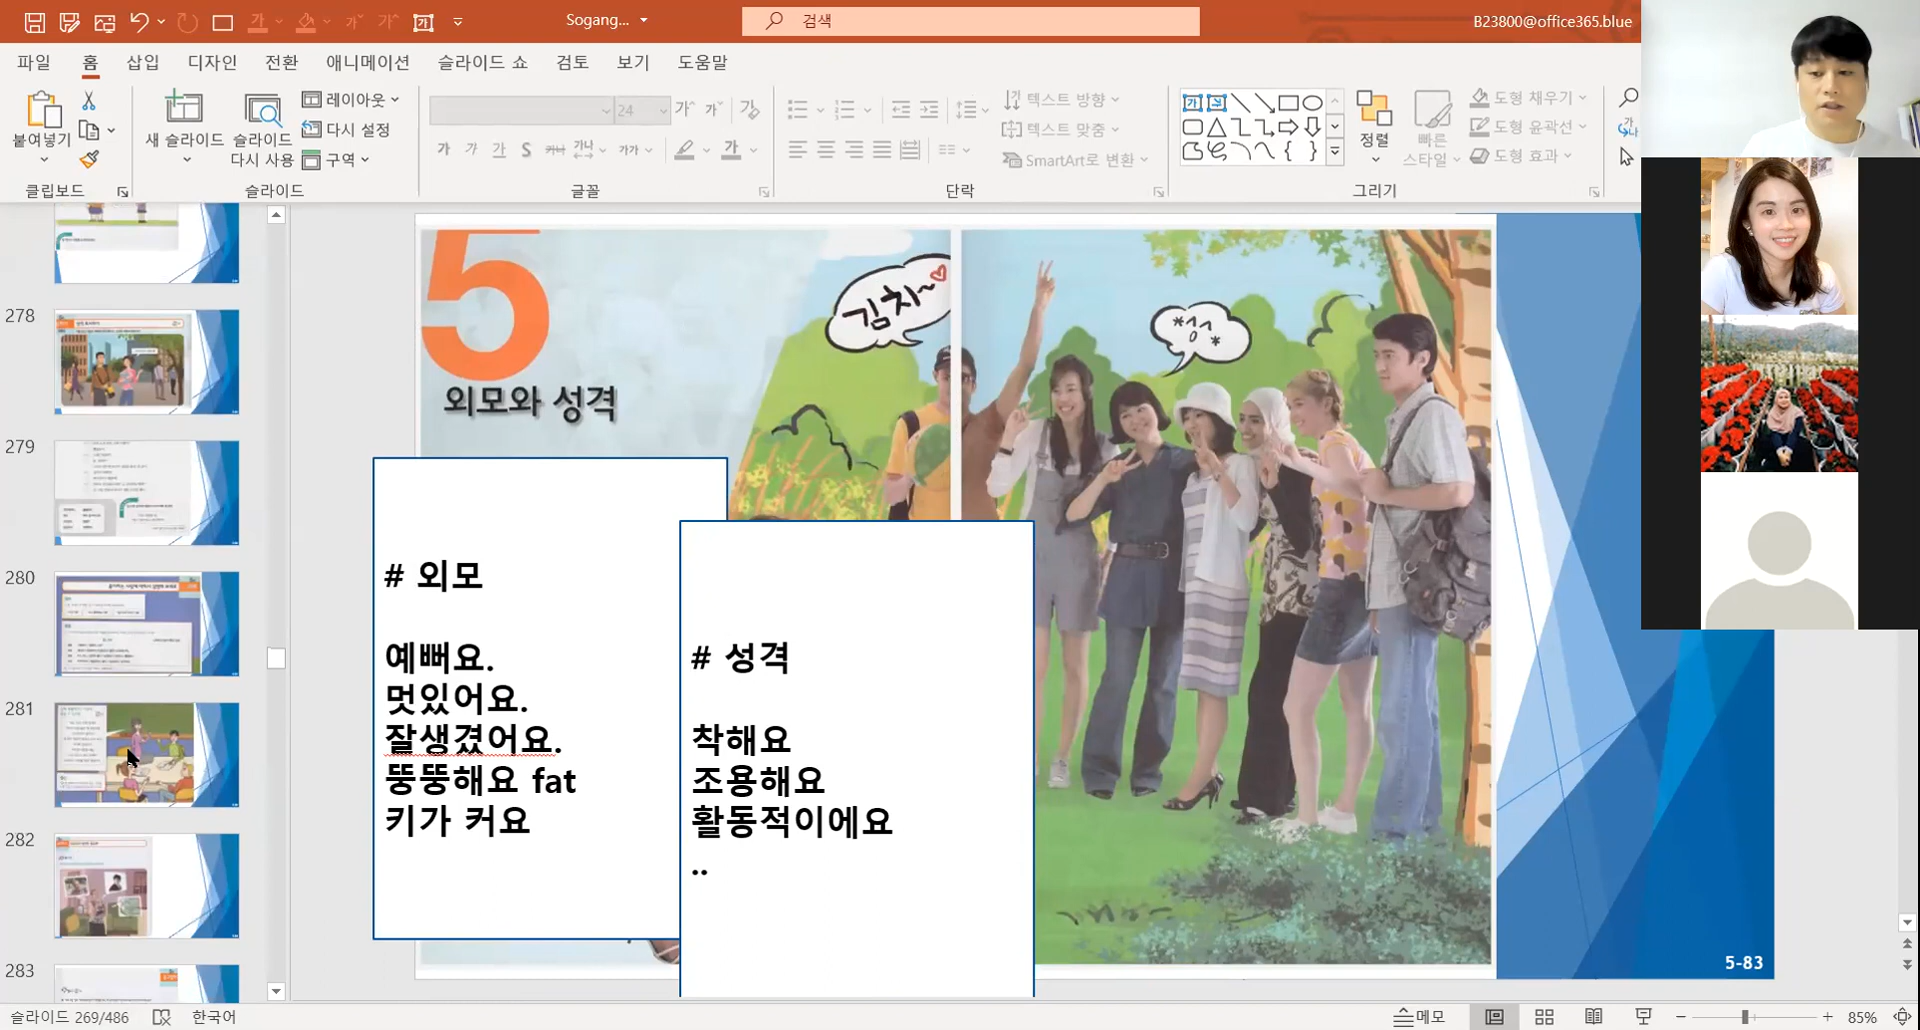 Sogang...
검색
B23800@office365.blue
파일 홈 삽입 디자인 전환 애니메이션 슬라이드 쇼 검토 보기 도움말
붙여넣기
클립보드
새 슬라이드
슬라이드 다시 사용
레이아웃
다시 설정
구역
슬라이드
24
글꼴
텍스트 방향
텍스트 맞춤
SmartArt로 변환
단락
정렬
빠른 스타일
도형 채우기
도형 윤곽선
도형 효과
그리기
278
279
280
281
282
283
5
외모와 성격
김치~
# 외모
예뻐요.
멋있어요.
잘생겼어요.
뚱뚱해요 fat
키가 커요
# 성격
착해요
조용해요
활동적이에요
..
5-83
슬라이드 269/486
한국어
메모
85%